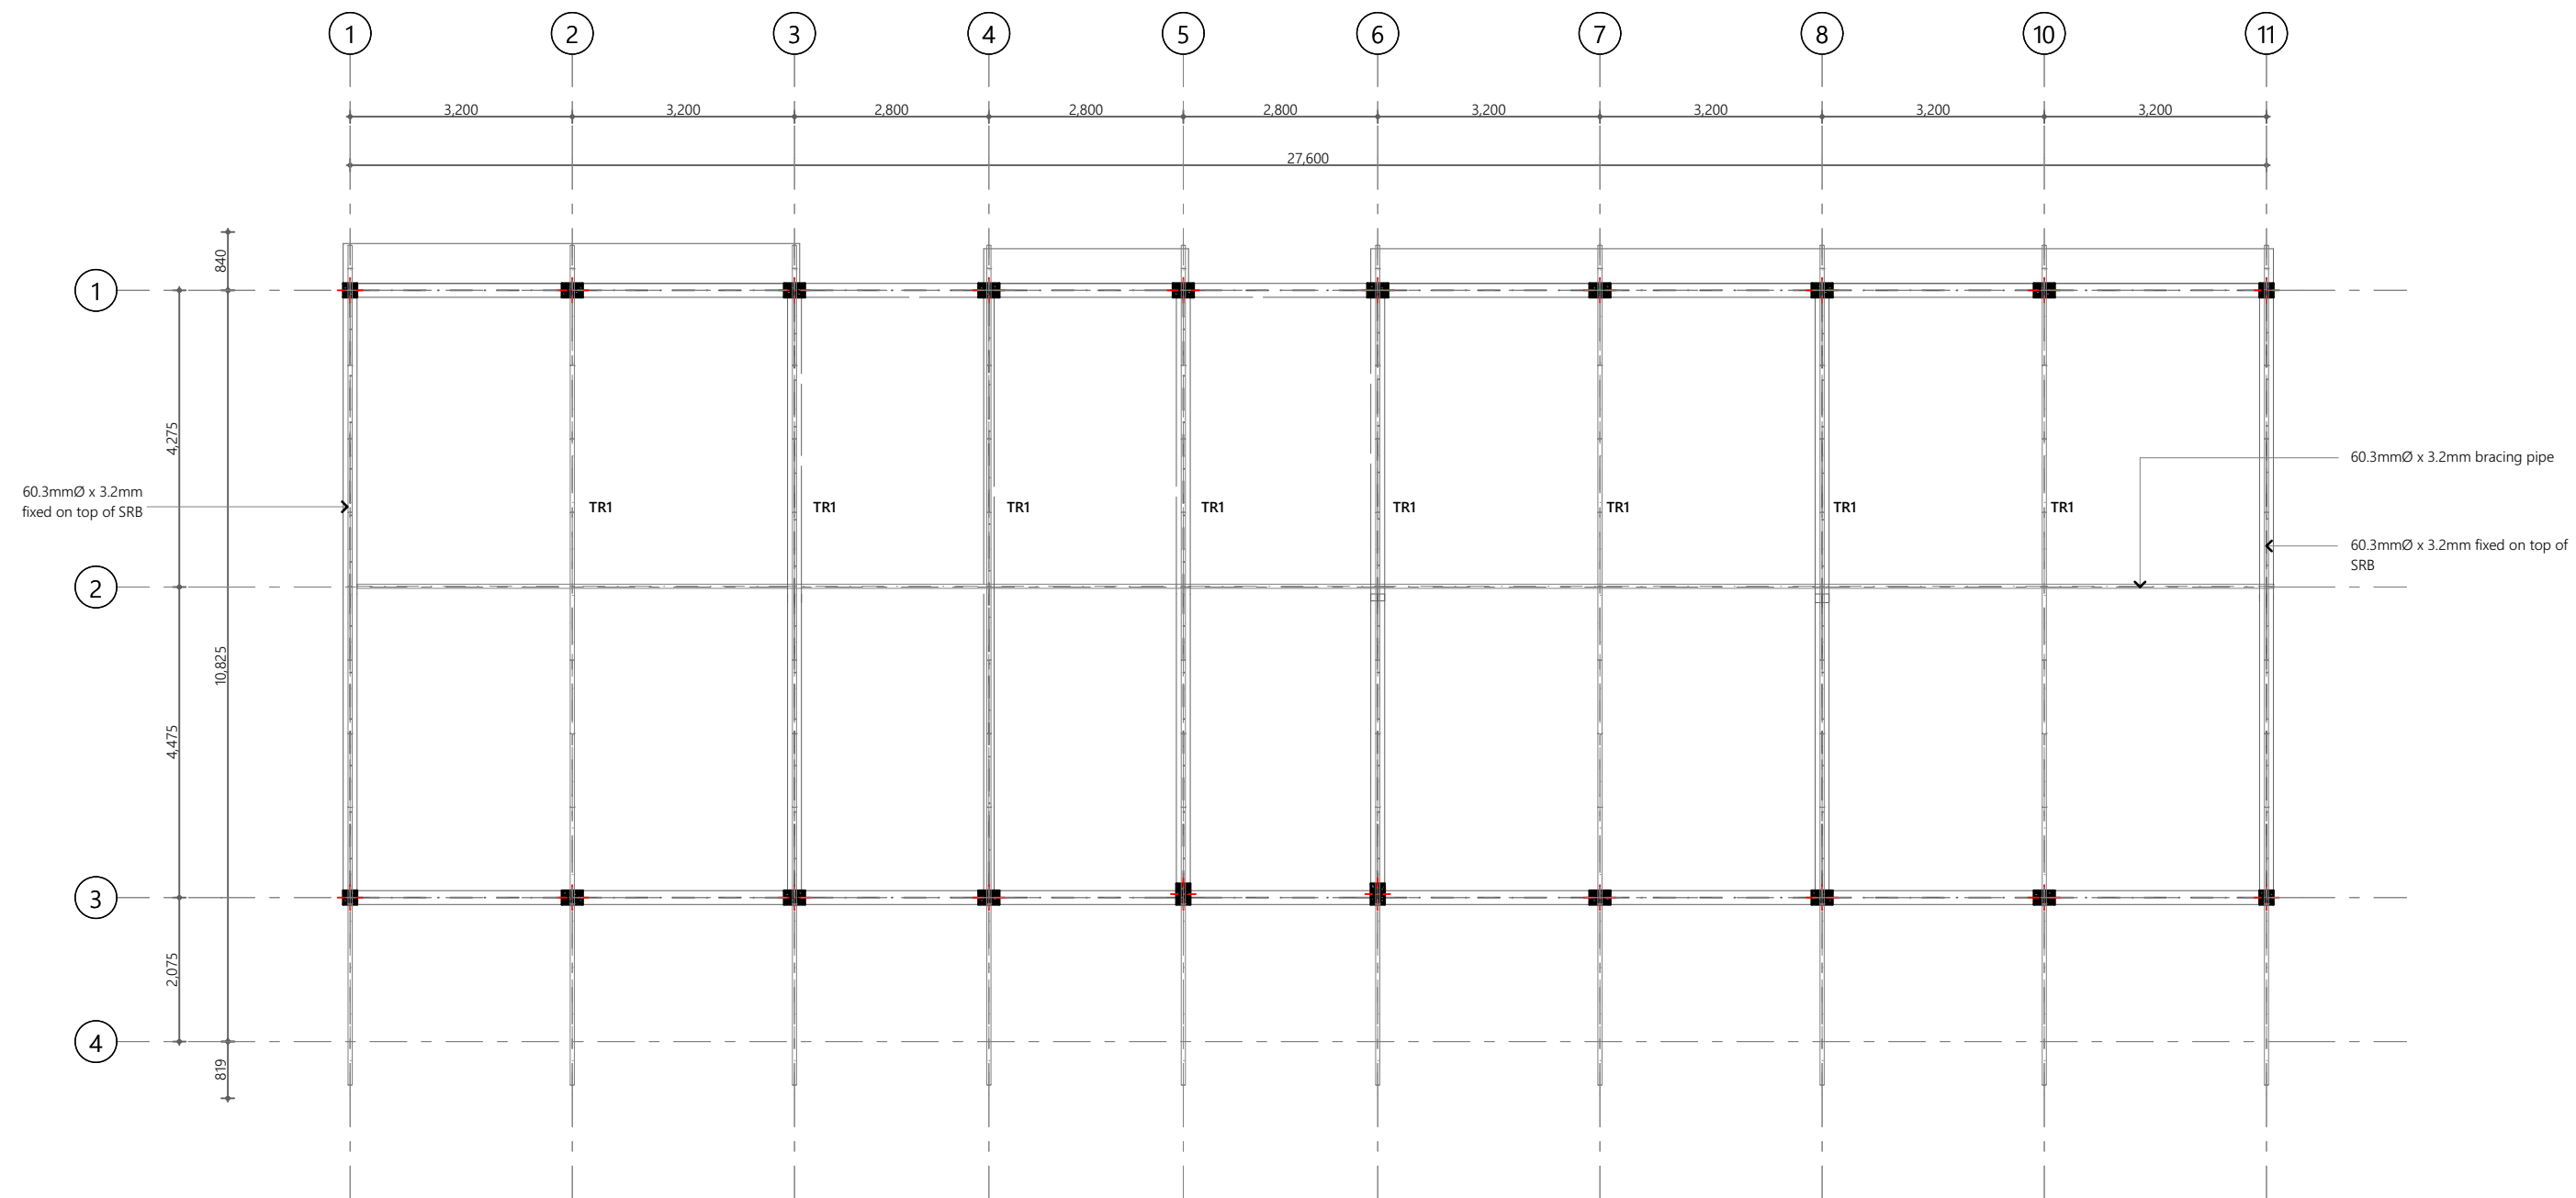 1 2 3 4 5 6 7 8 10 11
3,200 3,200 2,800 2,800 2,800 3,200 3,200 3,200 3,200
27,600
840
1
4,275
60.3mmØ x 3.2mm bracing pipe
60.3mmØ x 3.2mm
fixed on top of SRB
TR1 TR1 TR1 TR1 TR1 TR1 TR1 TR1
60.3mmØ x 3.2mm fixed on top of
SRB
2
10,825
4,475
3
2,075
4
819